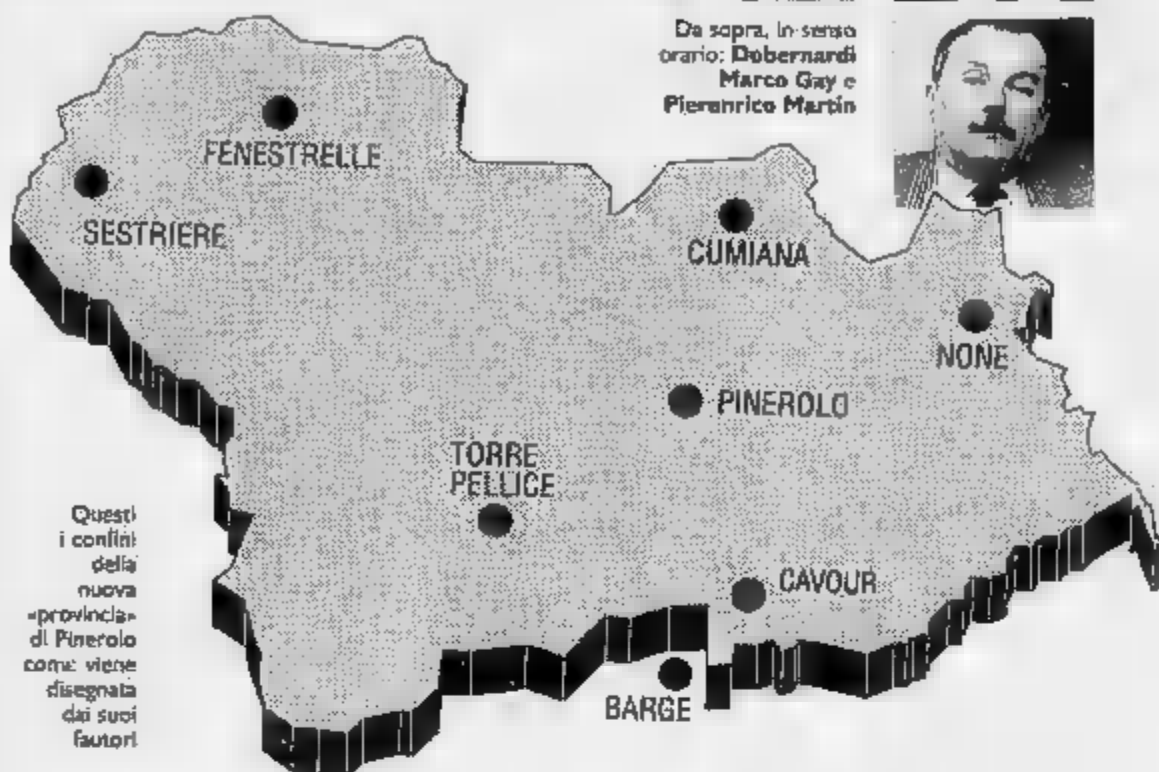 Da sopra, in senso
orario: Dobernardi
Marco Gay e
Pierenrico Martin
FENESTRELLE
SESTRIERE
CUMIANA
NONE
PINEROLO
TORRE
PELLICE
CAVOUR
BARGE
Questi
i confini
della
nuova
«provincia»
di Pinerolo
come viene
disegnata
dai suoi
fautori